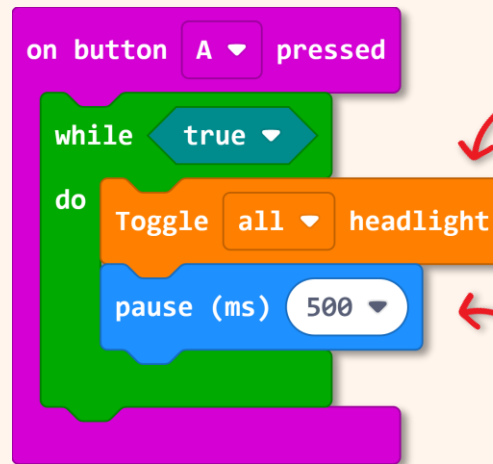 on button A pressed
while true
do
Toggle all headlight
pause (ms) 500